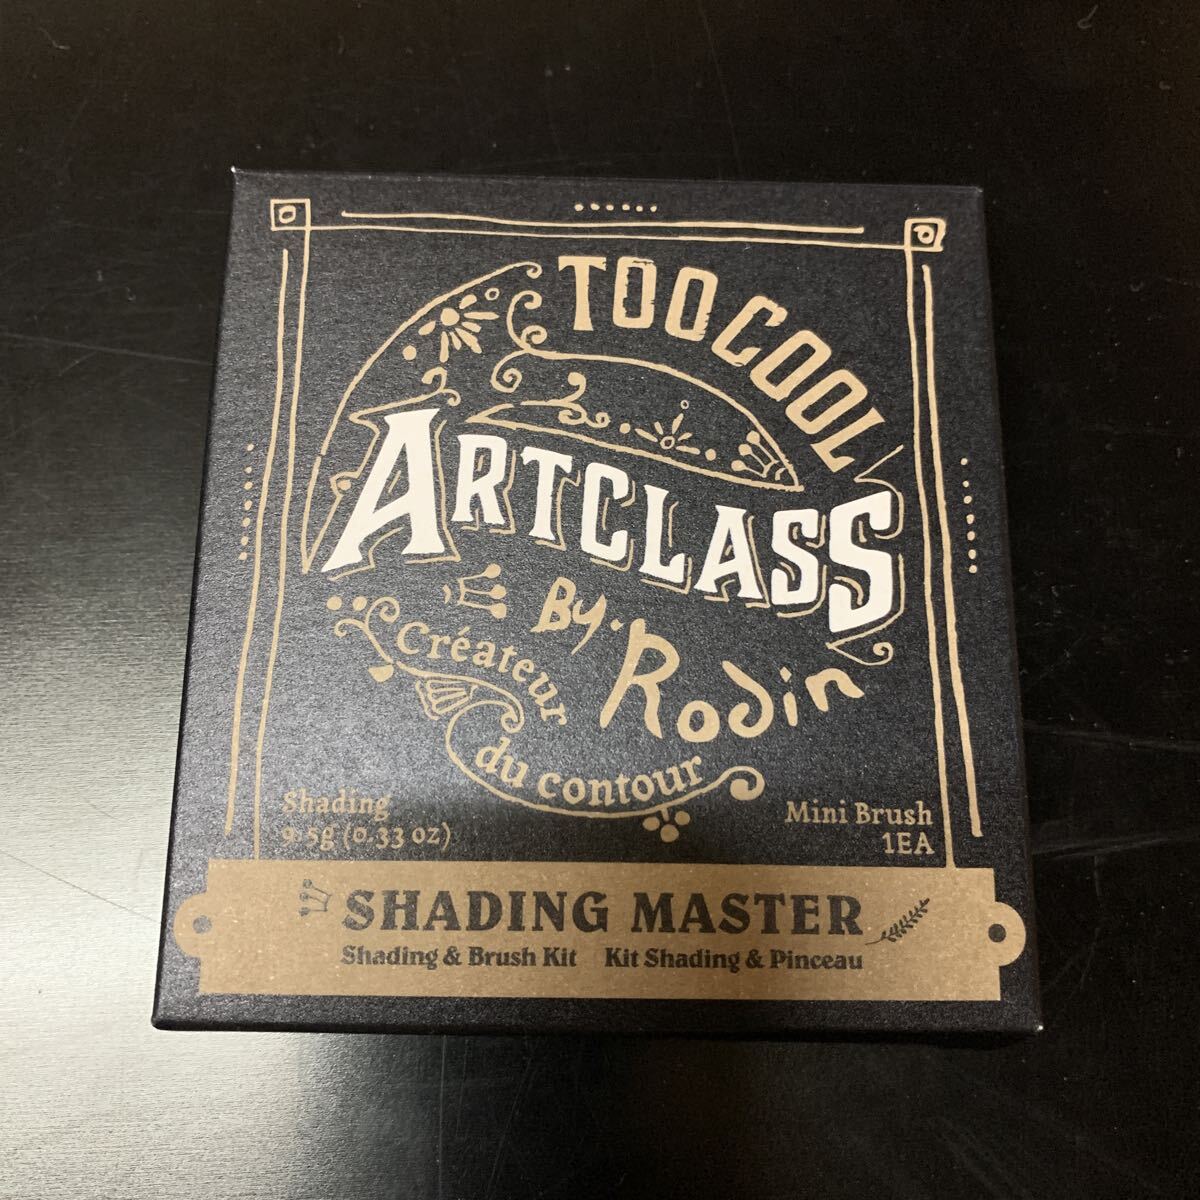 TOO COOL
ARTCLASS
By. Rodin
Créateur
du contour
Shading
9.5g (0.33 oz)
Mini Brush
1EA
SHADING MASTER
Shading & Brush Kit Kit Shading & Pinceau